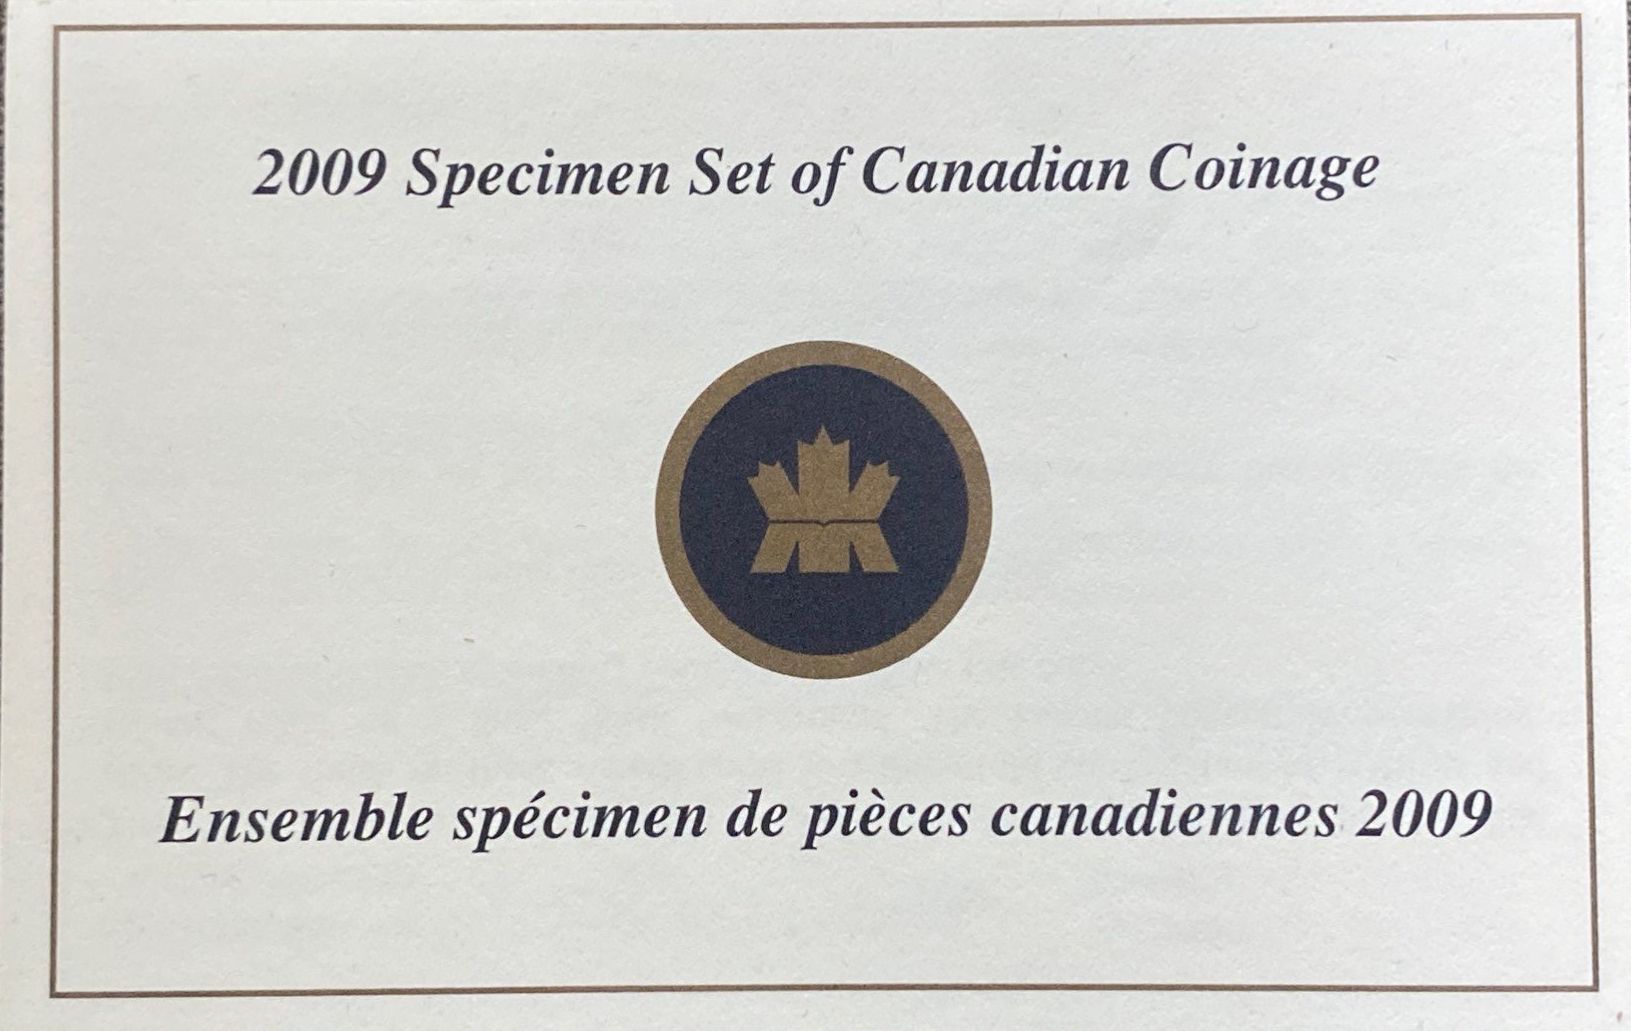 2009 Specimen Set of Canadian Coinage
Ensemble spécimen de pièces canadiennes 2009